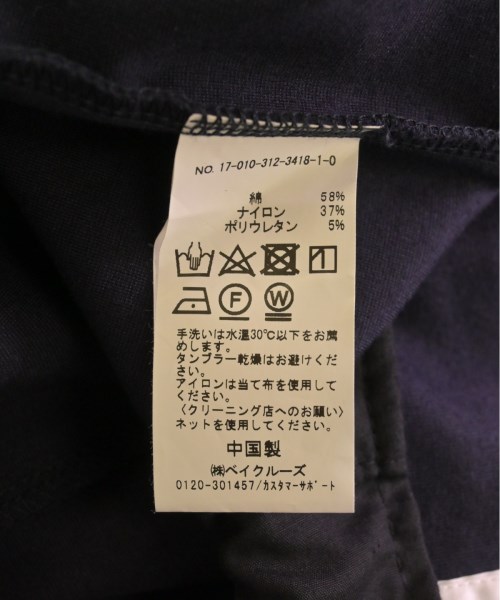 NO. 17-010-312-3418-1-0
綿 58%
ナイロン 37%
ポリウレタン 5%
F W
手洗いは水温30℃以下をお薦
めします。
タンブラー乾燥はお避けくだ
さい。
アイロンは当て布を使用して
ください。
〈クリーニング店へのお願い〉
ネットを使用してください。
中国製
㈱ベイクルーズ
0120-301457/カスタマーサポート